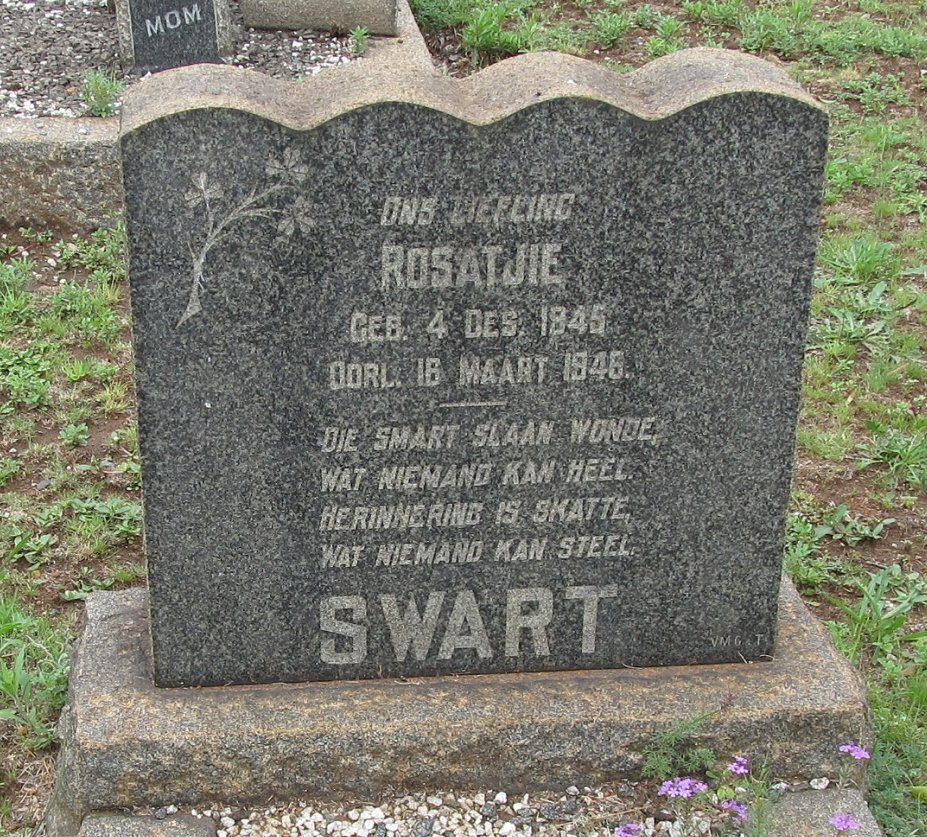 MOM
ONS LIEFLING
ROSATJIE
GEB. 4 DES. 1945
OORL. 16 MAART 1946.
DIE SMART SLAAN WONDE,
WAT NIEMAND KAN HEEL.
HERINNERING IS SKATTE,
WAT NIEMAND KAN STEEL.
SWART